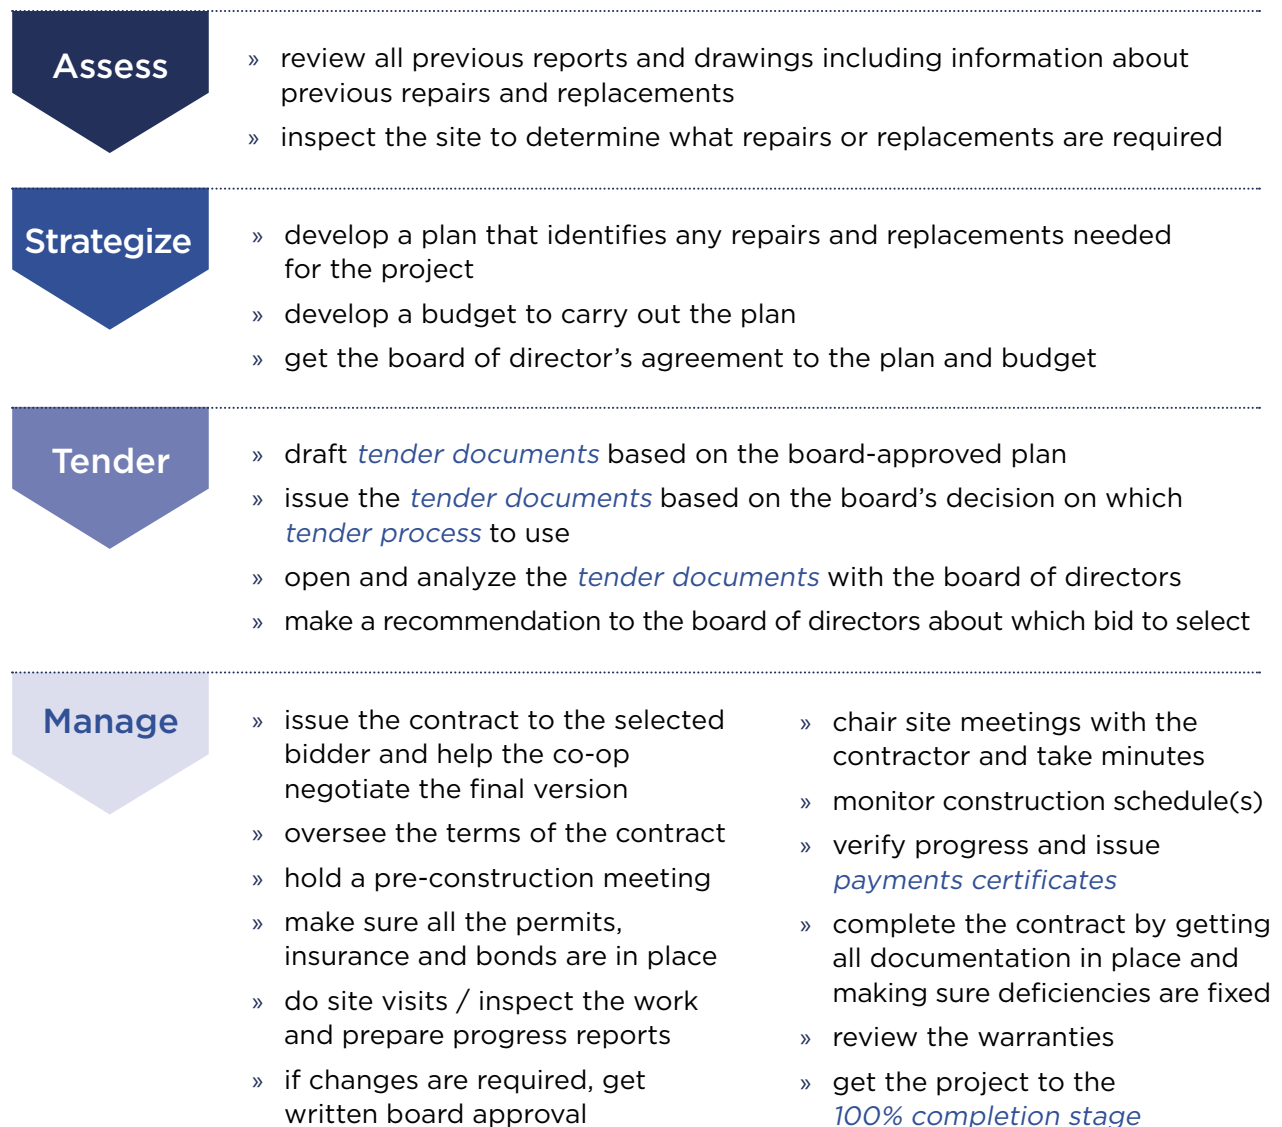 Assess
» review all previous reports and drawings including information about
previous repairs and replacements
» inspect the site to determine what repairs or replacements are required
Strategize
» develop a plan that identifies any repairs and replacements needed
for the project
» develop a budget to carry out the plan
» get the board of director’s agreement to the plan and budget
Tender
» draft tender documents based on the board-approved plan
» issue the tender documents based on the board’s decision on which
tender process to use
» open and analyze the tender documents with the board of directors
» make a recommendation to the board of directors about which bid to select
Manage
» issue the contract to the selected
bidder and help the co-op
negotiate the final version
» oversee the terms of the contract
» hold a pre-construction meeting
» make sure all the permits,
insurance and bonds are in place
» do site visits / inspect the work
and prepare progress reports
» if changes are required, get
written board approval
» chair site meetings with the
contractor and take minutes
» monitor construction schedule(s)
» verify progress and issue
payments certificates
» complete the contract by getting
all documentation in place and
making sure deficiencies are fixed
» review the warranties
» get the project to the
100% completion stage